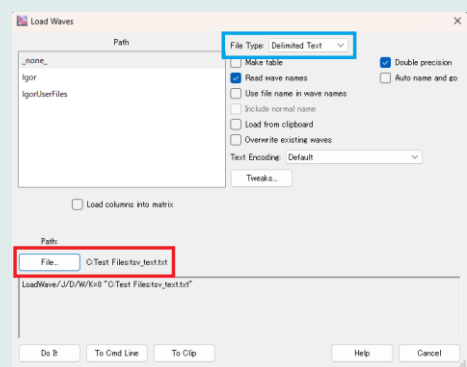 Load Waves
Path
_none_
Igor
IgorUserFiles
File Type: Delimited Text
Make table
Double precision
Read wave names
Auto name and go
Use file name in wave names
Include normal name
Load from clipboard
Overwrite existing waves
Text Encoding: Default
Tweaks...
Load columns into matrix
Path:
File... C:Test Files:tsv_text.txt
LoadWave/J/D/W/K=0 "C:Test Files:tsv_text.txt"
Do It To Cmd Line To Clip Help Cancel